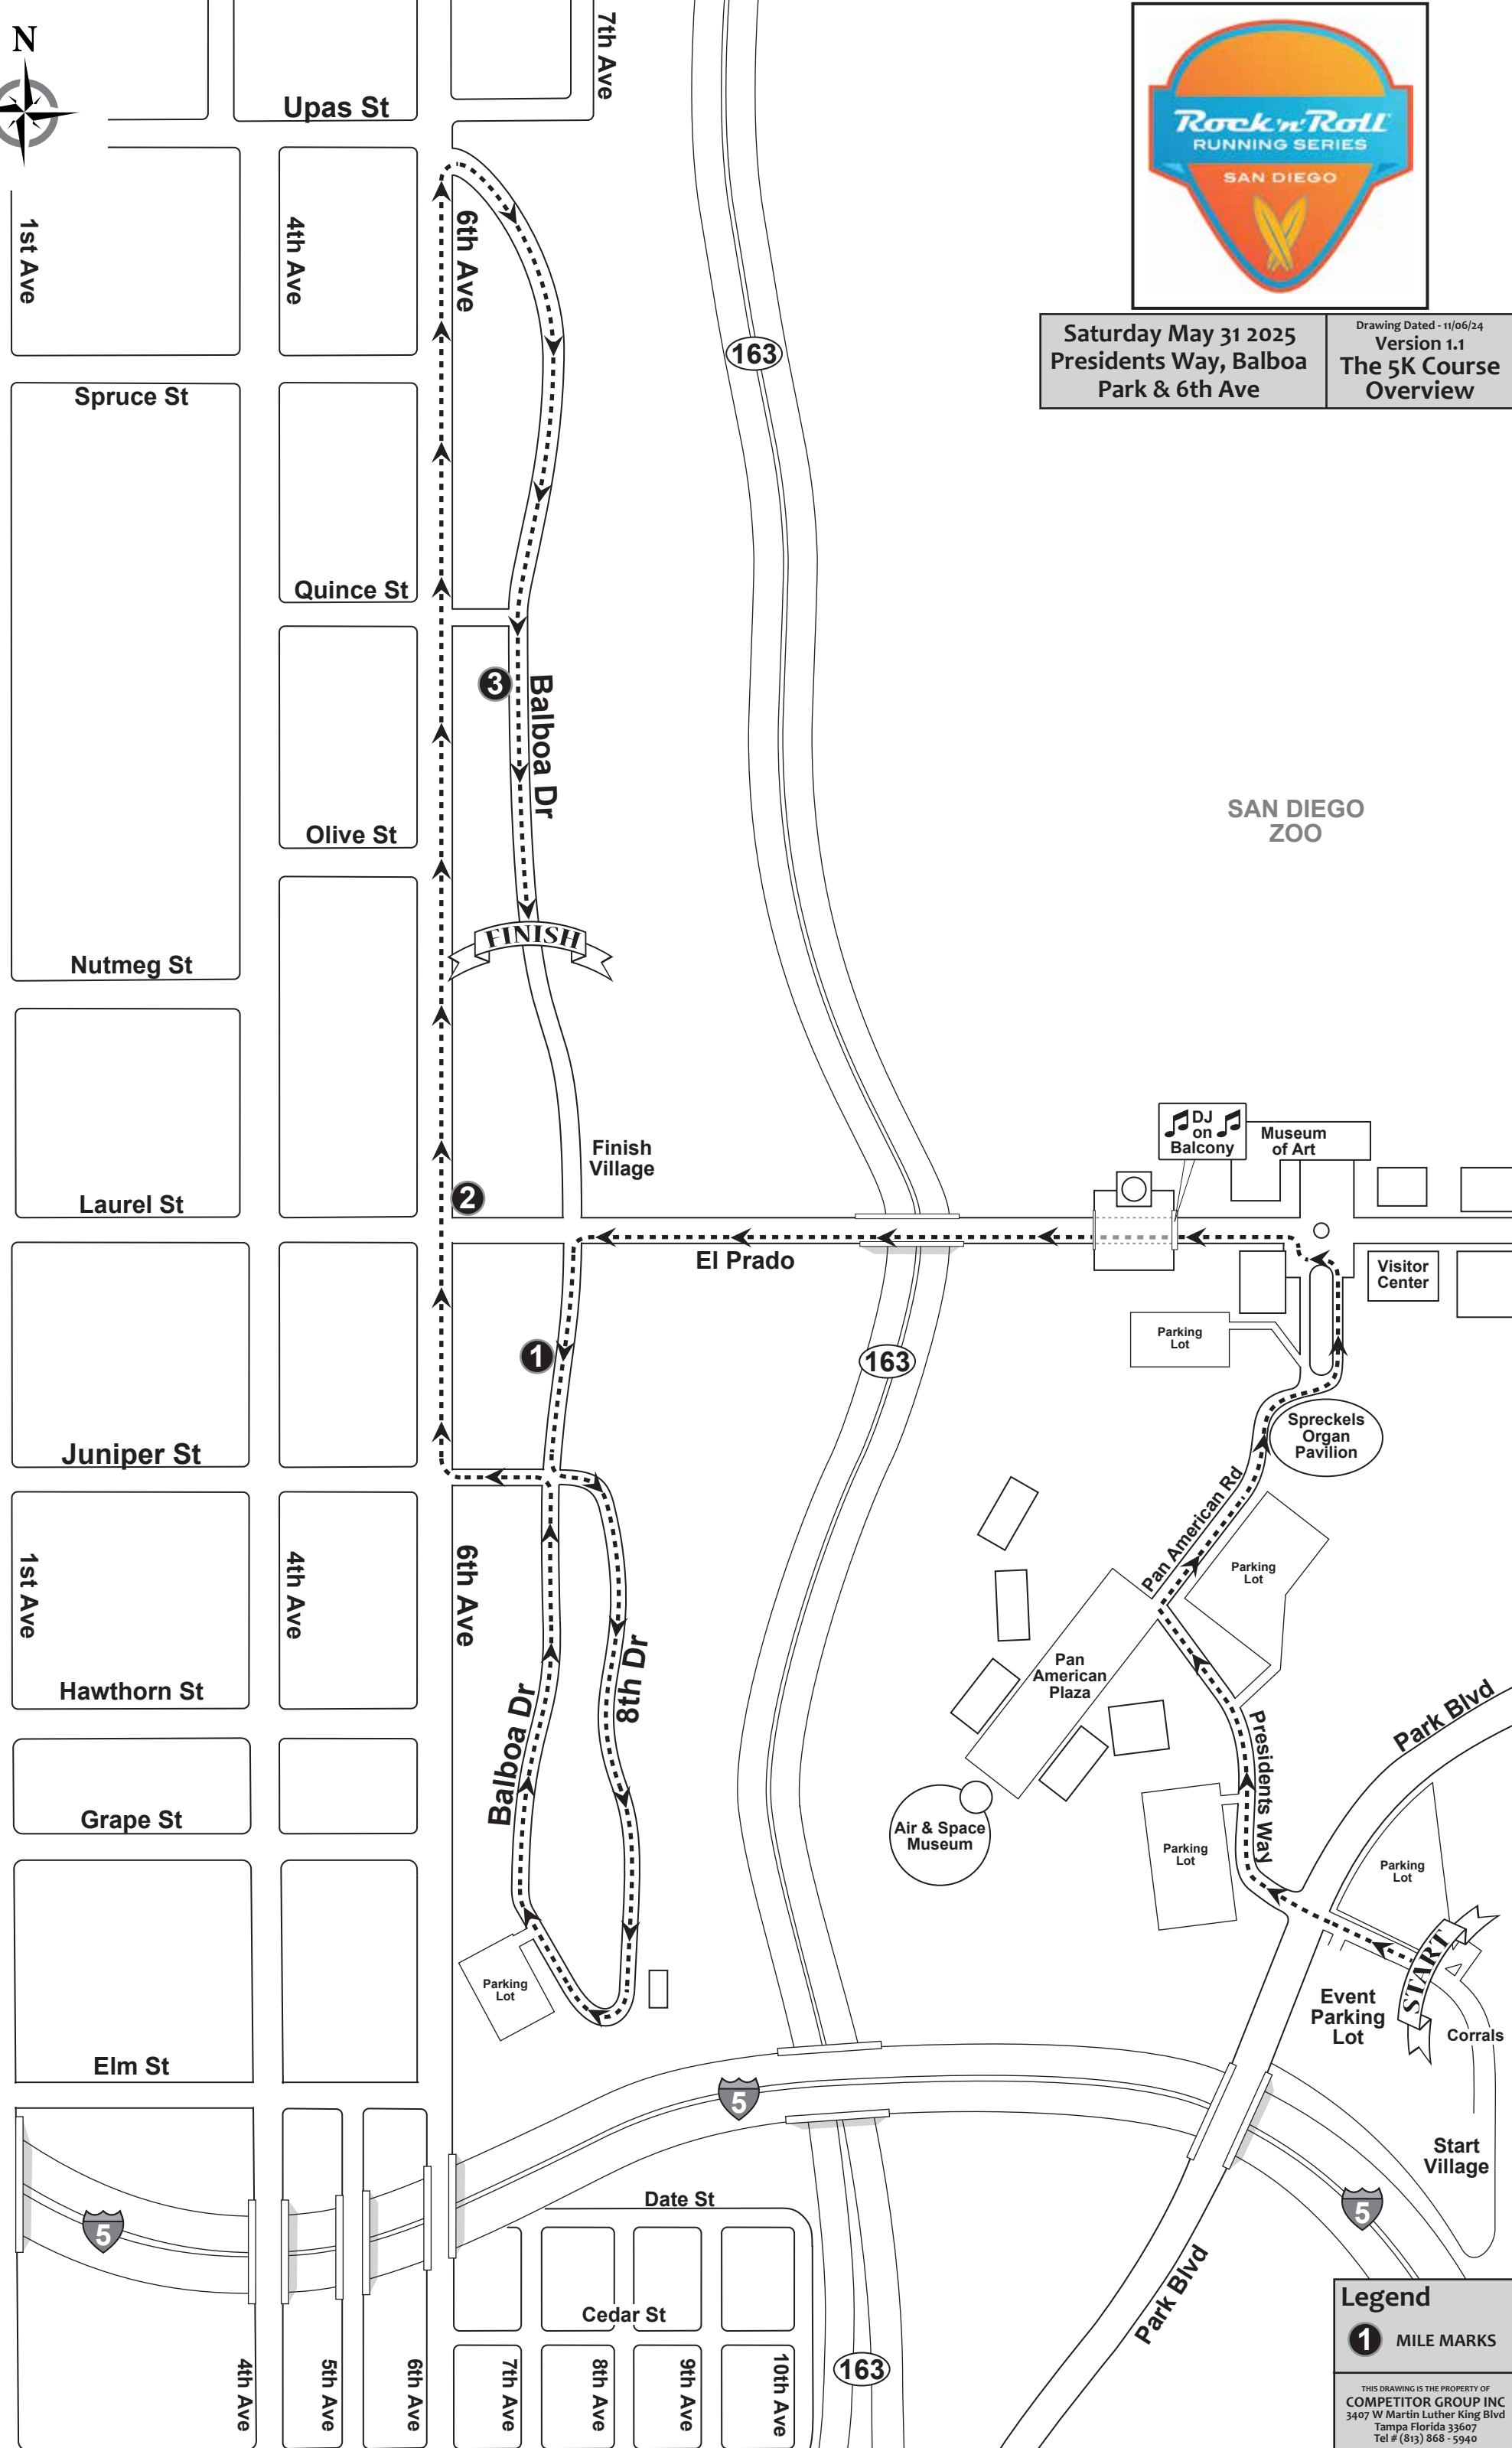 N
Upas St
7th Ave
Rock'n'Roll
RUNNING SERIES
SAN DIEGO
Saturday May 31 2025
Presidents Way, Balboa
Park & 6th Ave
Drawing Dated - 11/06/24
Version 1.1
The 5K Course
Overview
1st Ave
4th Ave
6th Ave
163
Spruce St
Quince St
3
Balboa Dr
Olive St
SAN DIEGO
ZOO
FINISH
Nutmeg St
Finish
Village
DJ
on
Balcony
Museum
of Art
Laurel St
2
El Prado
Visitor
Center
Parking
Lot
1
163
Juniper St
Spreckels
Organ
Pavilion
Pan American Rd
Parking
Lot
1st Ave
4th Ave
6th Ave
8th Dr
Pan
American
Plaza
Hawthorn St
Balboa Dr
Presidents Way
Park Blvd
Grape St
Air & Space
Museum
Parking
Lot
Parking
Lot
START
Parking
Lot
Event
Parking
Lot
Corrals
Elm St
5
Start
Village
Date St
5
5
Cedar St
Park Blvd
4th Ave
5th Ave
6th Ave
7th Ave
8th Ave
9th Ave
10th Ave
163
Legend
1 MILE MARKS
THIS DRAWING IS THE PROPERTY OF
COMPETITOR GROUP INC
3407 W Martin Luther King Blvd
Tampa Florida 33607
Tel # (813) 868 - 5940